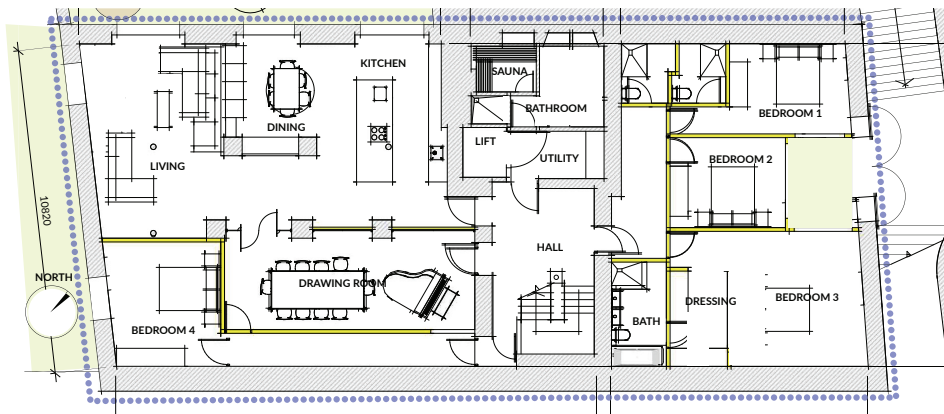 KITCHEN
SAUNA
BATHROOM
BEDROOM 1
DINING
LIFT
LIVING
UTILITY
BEDROOM 2
10820
HALL
NORTH
DRAWING ROOM
DRESSING
BEDROOM 3
BEDROOM 4
BATH